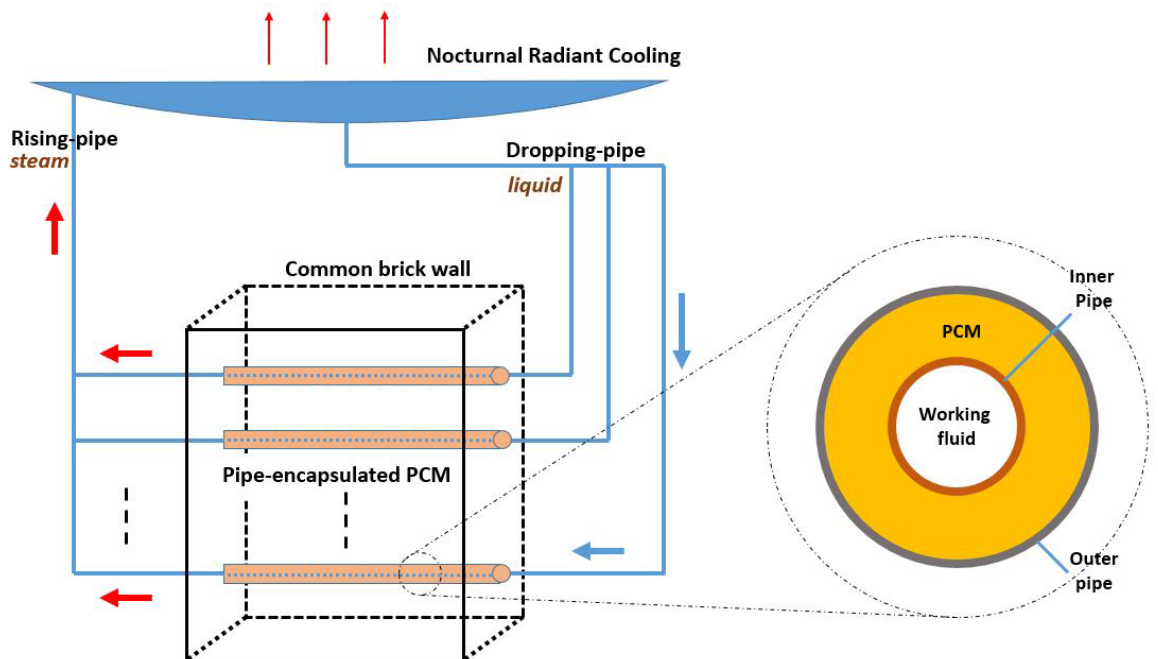 Nocturnal Radiant Cooling
Rising-pipe
steam
Dropping-pipe
liquid
Common brick wall
Pipe-encapsulated PCM
Inner
Pipe
PCM
Working
fluid
Outer
pipe